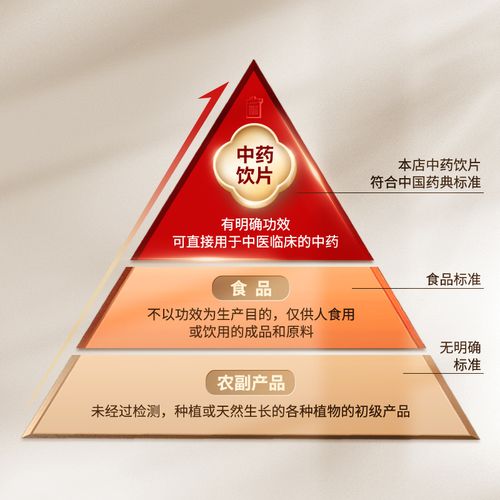 中药
饮片
有明确功效
可直接用于中医临床的中药
本店中药饮片
符合中国药典标准
食品
不以功效为生产目的，仅供人食用
或饮用的成品和原料
食品标准
农副产品
未经过检测，种植或天然生长的各种植物的初级产品
无明确
标准